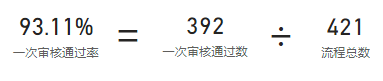 93.11% = 392 ÷ 421
一次审核通过率 一次审核通过数 流程总数